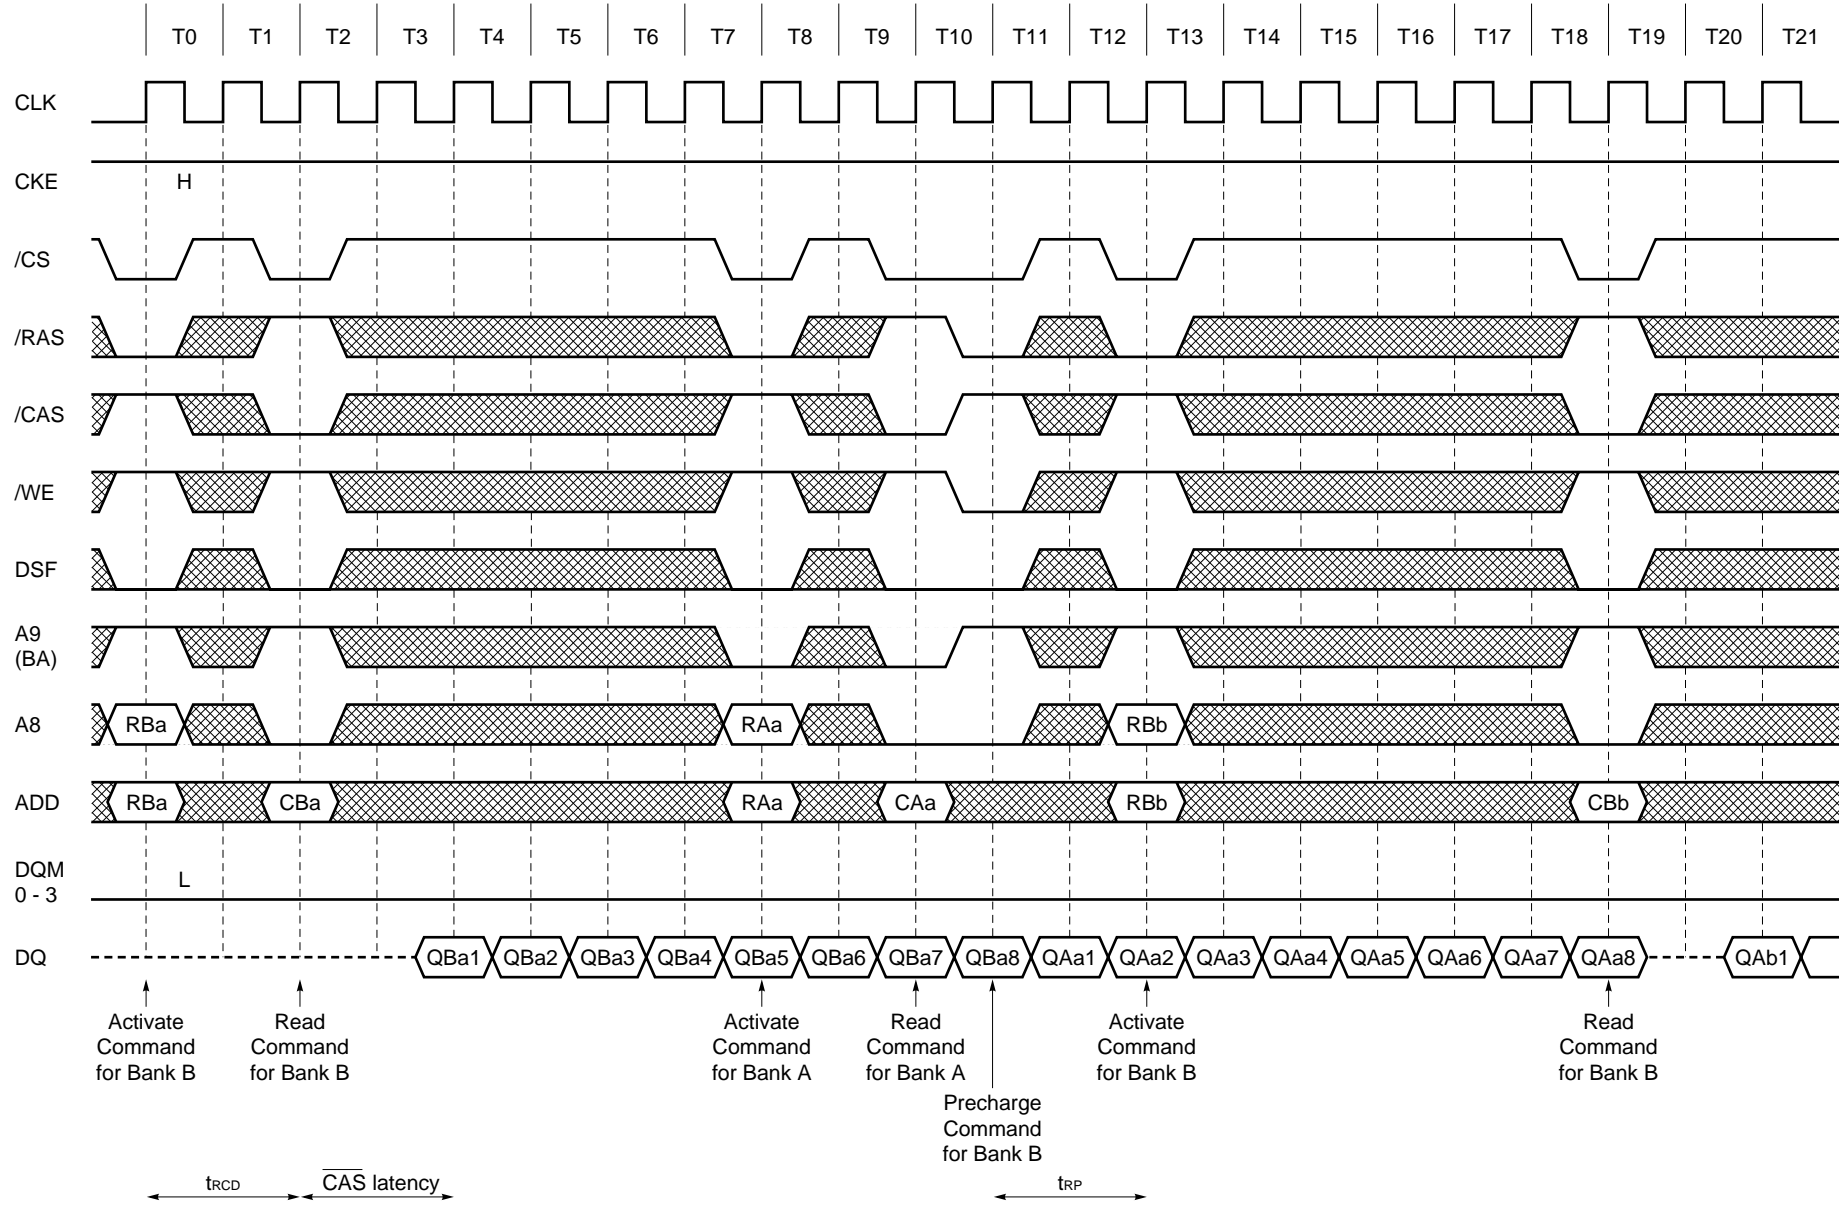 T0 T1 T2 T3 T4 T5 T6 T7 T8 T9 T10 T11 T12 T13 T14 T15 T16 T17 T18 T19 T20 T21
CLK
CKE H
/CS
/RAS
/CAS
/WE
DSF
A9
(BA)
A8 RBa RAa RBb
ADD RBa CBa RAa CAa RBb CBb
DQM
0 - 3
L
DQ QBa1 QBa2 QBa3 QBa4 QBa5 QBa6 QBa7 QBa8 QAa1 QAa2 QAa3 QAa4 QAa5 QAa6 QAa7 QAa8 QAb1
Activate
Command
for Bank B
Read
Command
for Bank B
Activate
Command
for Bank A
Read
Command
for Bank A
Precharge
Command
for Bank B
Activate
Command
for Bank B
Read
Command
for Bank B
tRCD CAS latency tRP